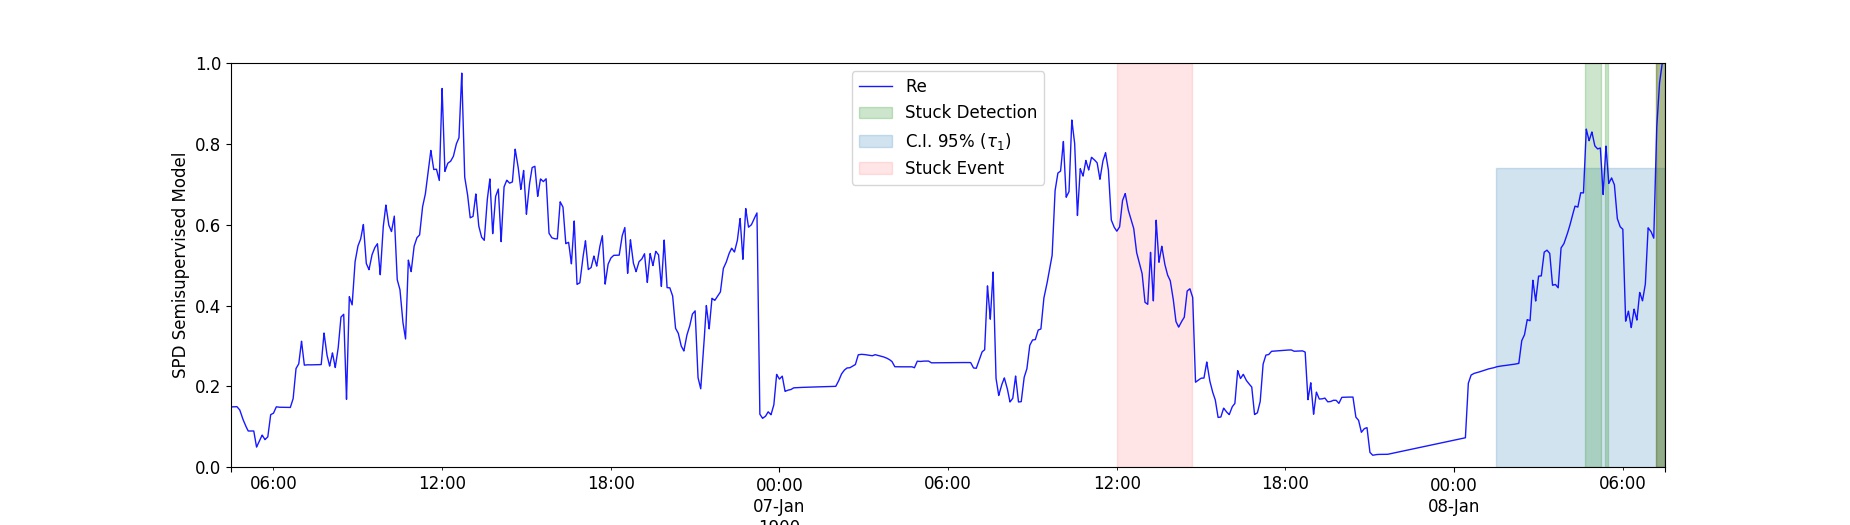 SPD Semisupervised Model
1.0
0.8
0.6
0.4
0.2
0.0
Re
Stuck Detection
C.I. 95% (τ₁)
Stuck Event
06:00 12:00 18:00 00:00 06:00 12:00 18:00 00:00 06:00
07-Jan 08-Jan
1900